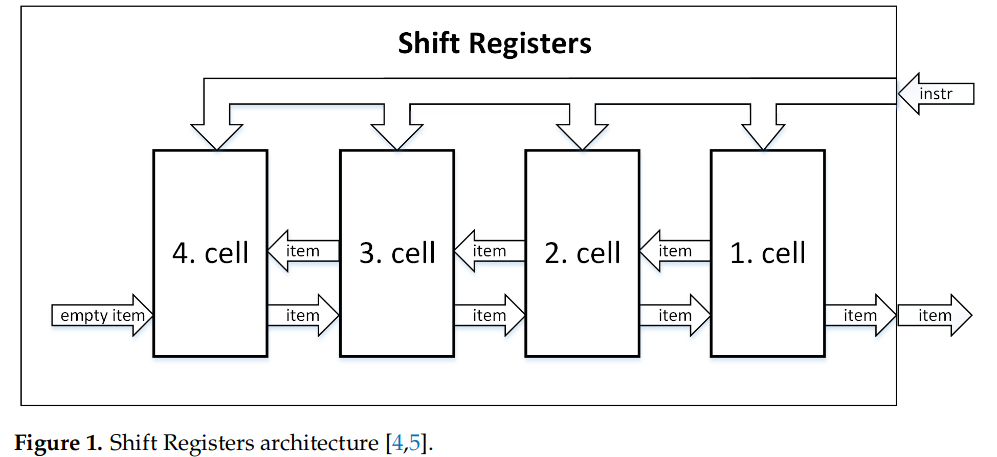 Shift Registers
instr
4. cell
item
3. cell
item
2. cell
item
1. cell
empty item
item
item
item
item
item
Figure 1. Shift Registers architecture [4,5].